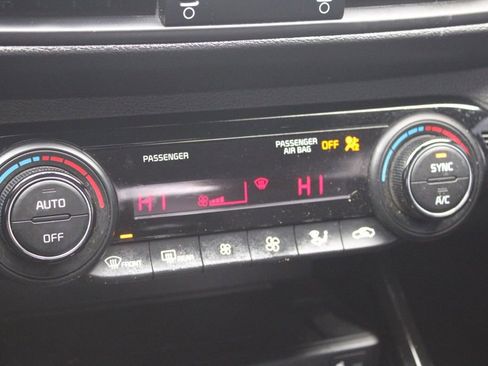 PASSENGER
PASSENGER
AIR BAG OFF
HI HI
AUTO
OFF
SYNC
A/C
FRONT
REAR